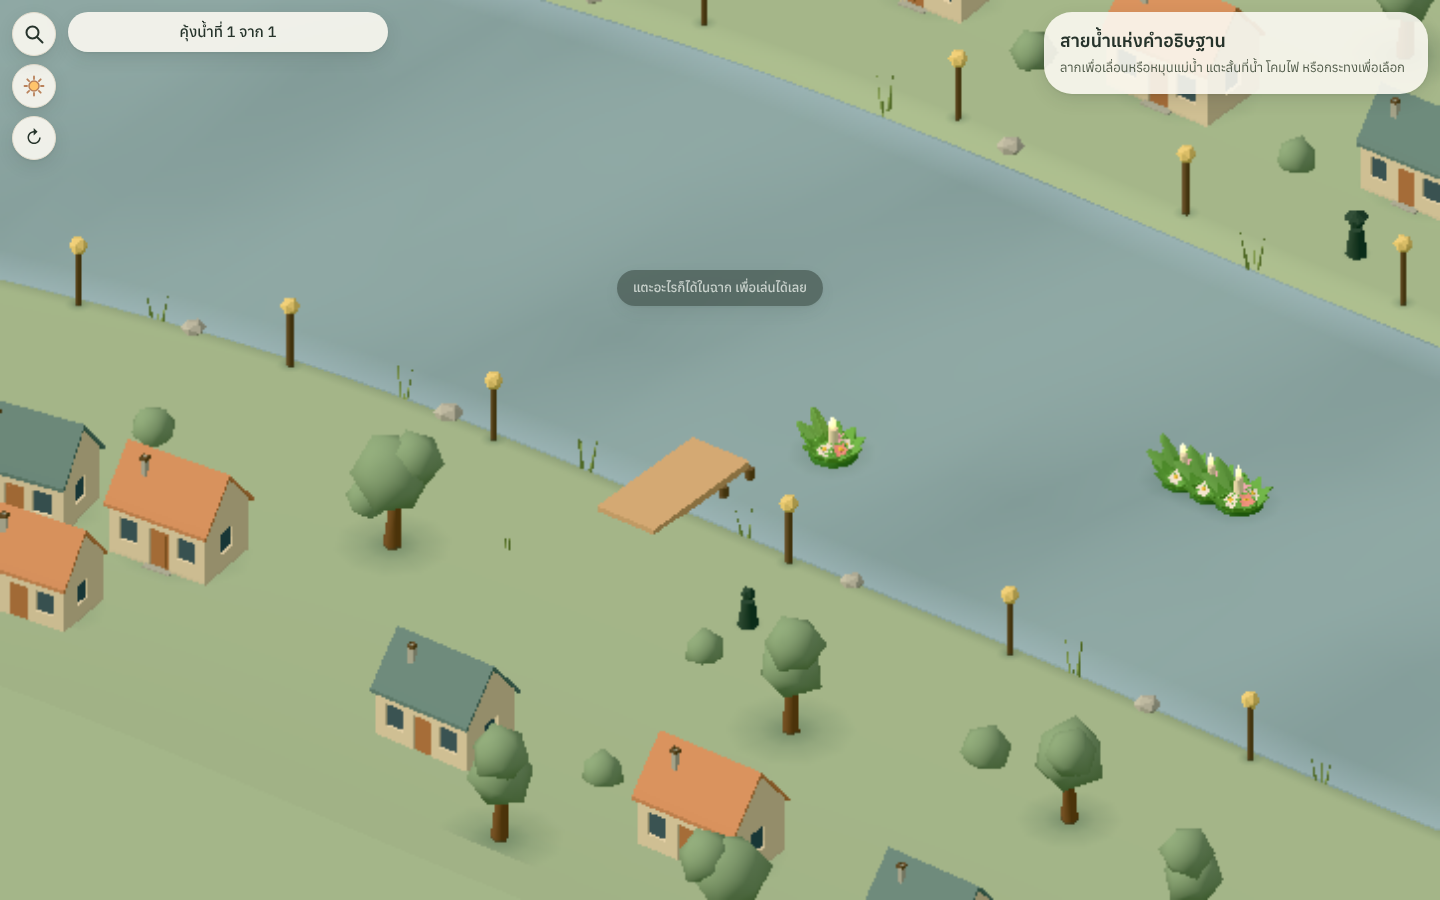 คุ้งน้ำที่ 1 จาก 1
สายน้ำแห่งคำอธิษฐาน
ลากเพื่อเลื่อนหรือหมุนแม่น้ำ แตะสั้นที่น้ำ โคมไฟ หรือกระทงเพื่อเลือก
แตะอะไรก็ได้ในฉาก เพื่อเล่นได้เลย